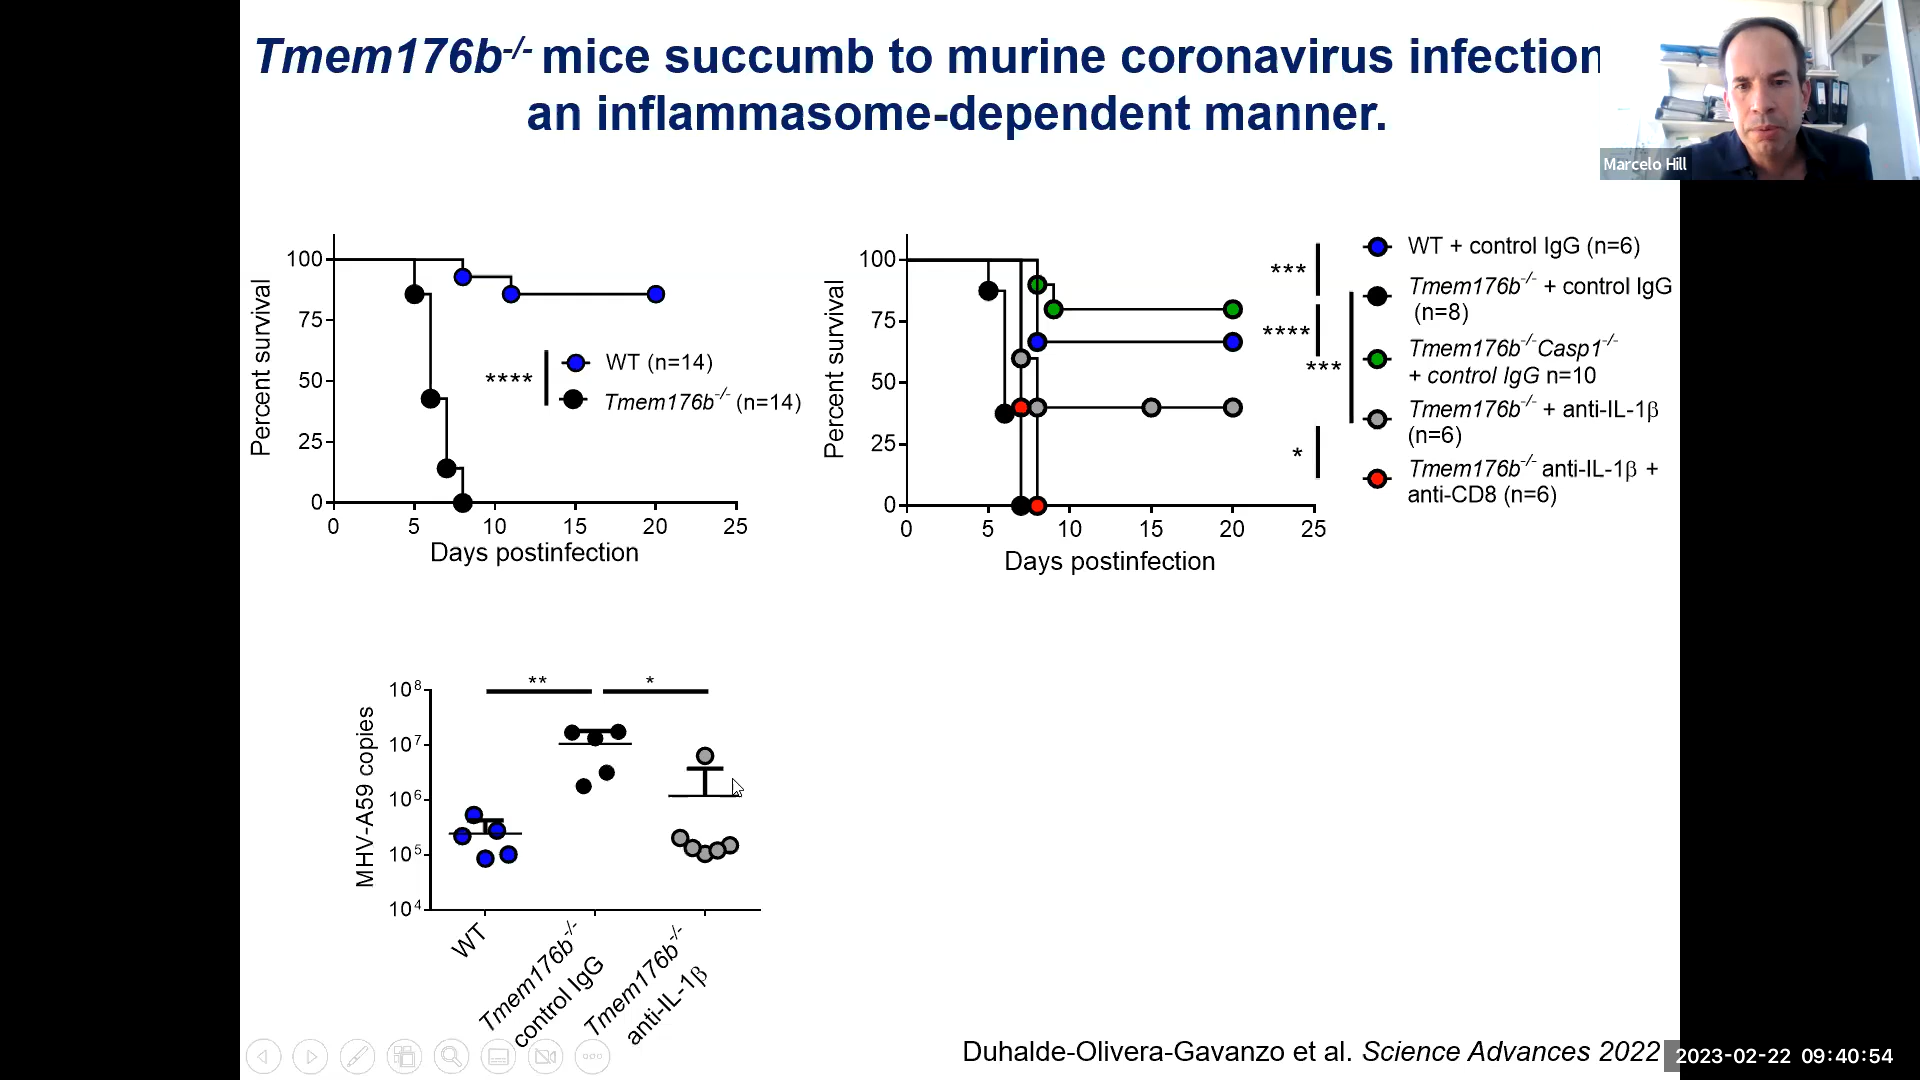 Tmem176b-/- mice succumb to murine coronavirus infection
an inflammasome-dependent manner.
Marcelo Hill
Percent survival
100
75
50
25
0
0 5 10 15 20 25
Days postinfection
****
WT (n=14)
Tmem176b-/- (n=14)
Percent survival
100
75
50
25
0
0 5 10 15 20 25
Days postinfection
***
****
***
*
WT + control IgG (n=6)
Tmem176b-/- + control IgG
(n=8)
Tmem176b-/-Casp1-/-
+ control IgG n=10
Tmem176b-/- + anti-IL-1β
(n=6)
Tmem176b-/- anti-IL-1β +
anti-CD8 (n=6)
MHV-A59 copies
10^8
10^7
10^6
10^5
10^4
** *
WT
Tmem176b-/-
control IgG
Tmem176b-/-
anti-IL-1β
Duhalde-Olivera-Gavanzo et al. Science Advances 2022
2023-02-22 09:40:54